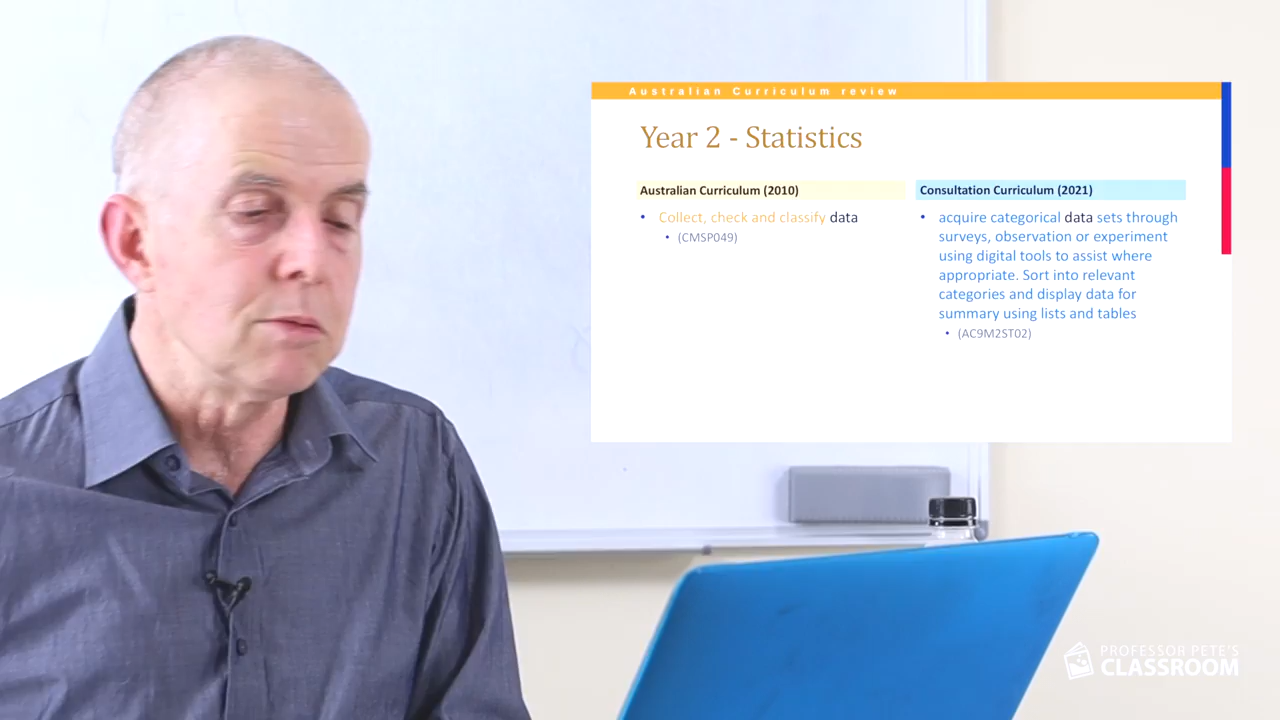 Australian Curriculum review
Year 2 - Statistics
Australian Curriculum (2010)
• Collect, check and classify data
• (CMSP049)
Consultation Curriculum (2021)
• acquire categorical data sets through
surveys, observation or experiment
using digital tools to assist where
appropriate. Sort into relevant
categories and display data for
summary using lists and tables
• (AC9M2ST02)
PROFESSOR PETE'S
CLASSROOM